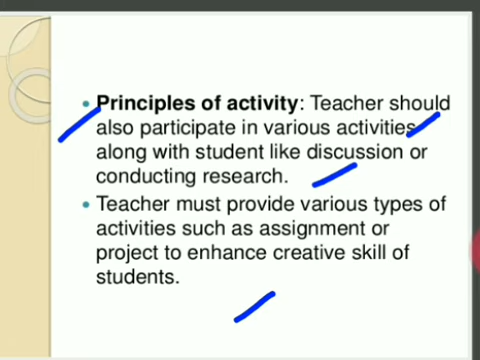 Principles of activity: Teacher should
also participate in various activities
along with student like discussion or
conducting research.
Teacher must provide various types of
activities such as assignment or
project to enhance creative skill of
students.